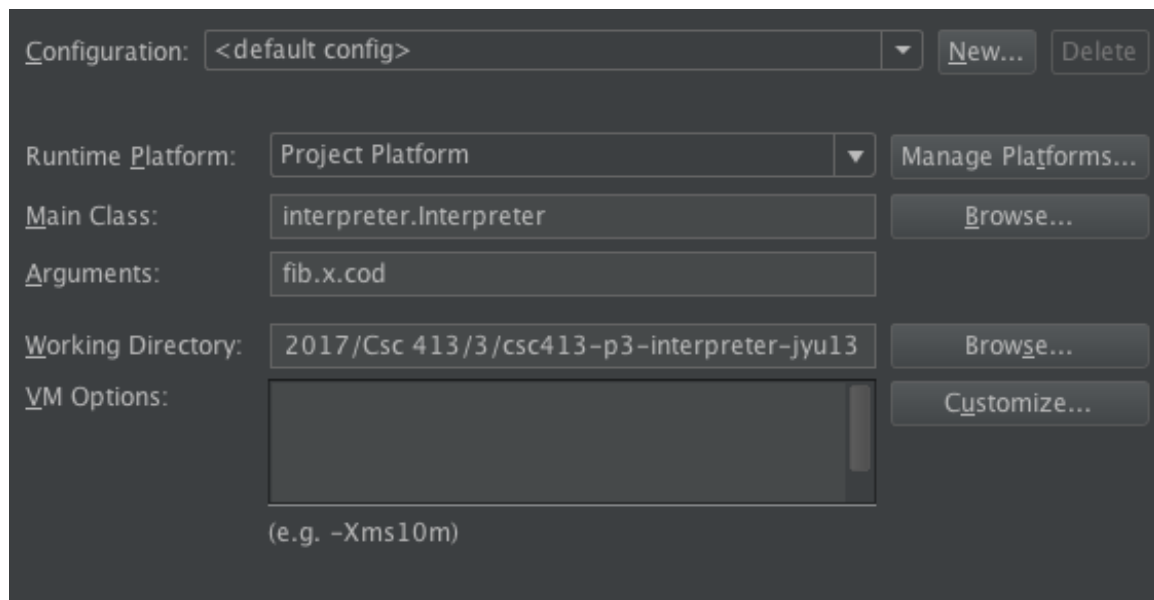 Configuration: <default config> New... Delete
Runtime Platform: Project Platform Manage Platforms...
Main Class: interpreter.Interpreter Browse...
Arguments: fib.x.cod
Working Directory: 2017/Csc 413/3/csc413-p3-interpreter-jyu13 Browse...
VM Options: Customize...
(e.g. -Xms10m)